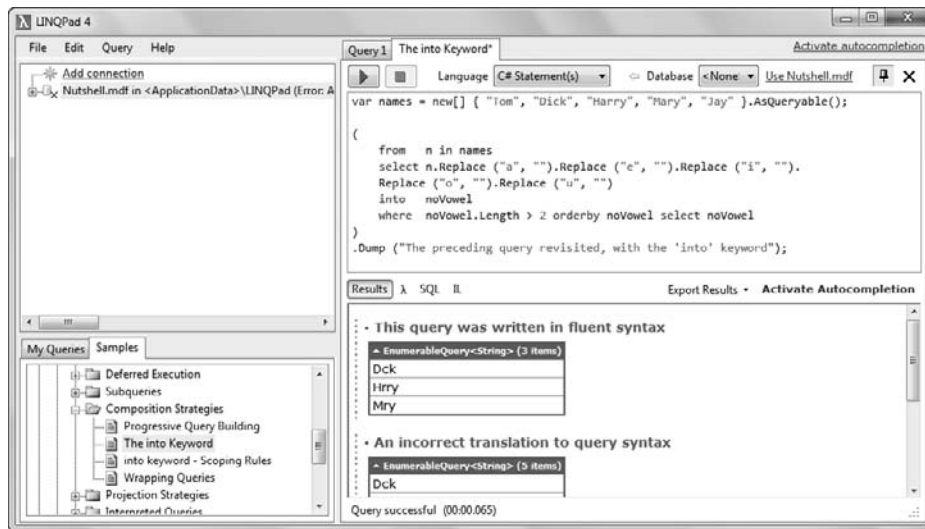 LINQPad 4
File Edit Query Help
Add connection
Nutshell.mdf in <ApplicationData>\LINQPad (Error: A
My Queries Samples
Deferred Execution
Subqueries
Composition Strategies
Progressive Query Building
The into Keyword
into keyword - Scoping Rules
Wrapping Queries
Projection Strategies
Interpreted Queries
Query 1 The into Keyword* Activate autocompletion
Language C# Statement(s) Database <None> Use Nutshell.mdf
var names = new[] { "Tom", "Dick", "Harry", "Mary", "Jay" }.AsQueryable();
(
from n in names
select n.Replace ("a", "").Replace ("e", "").Replace ("i", "").
Replace ("o", "").Replace ("u", "")
into noVowel
where noVowel.Length > 2 orderby noVowel select noVowel
)
.Dump ("The preceding query revisited, with the 'into' keyword");
Results λ SQL IL Export Results Activate Autocompletion
This query was written in fluent syntax
EnumerableQuery<String> (3 items)
Dck
Hrry
Mry
An incorrect translation to query syntax
EnumerableQuery<String> (5 items)
Dck
Query successful (00:00.065)